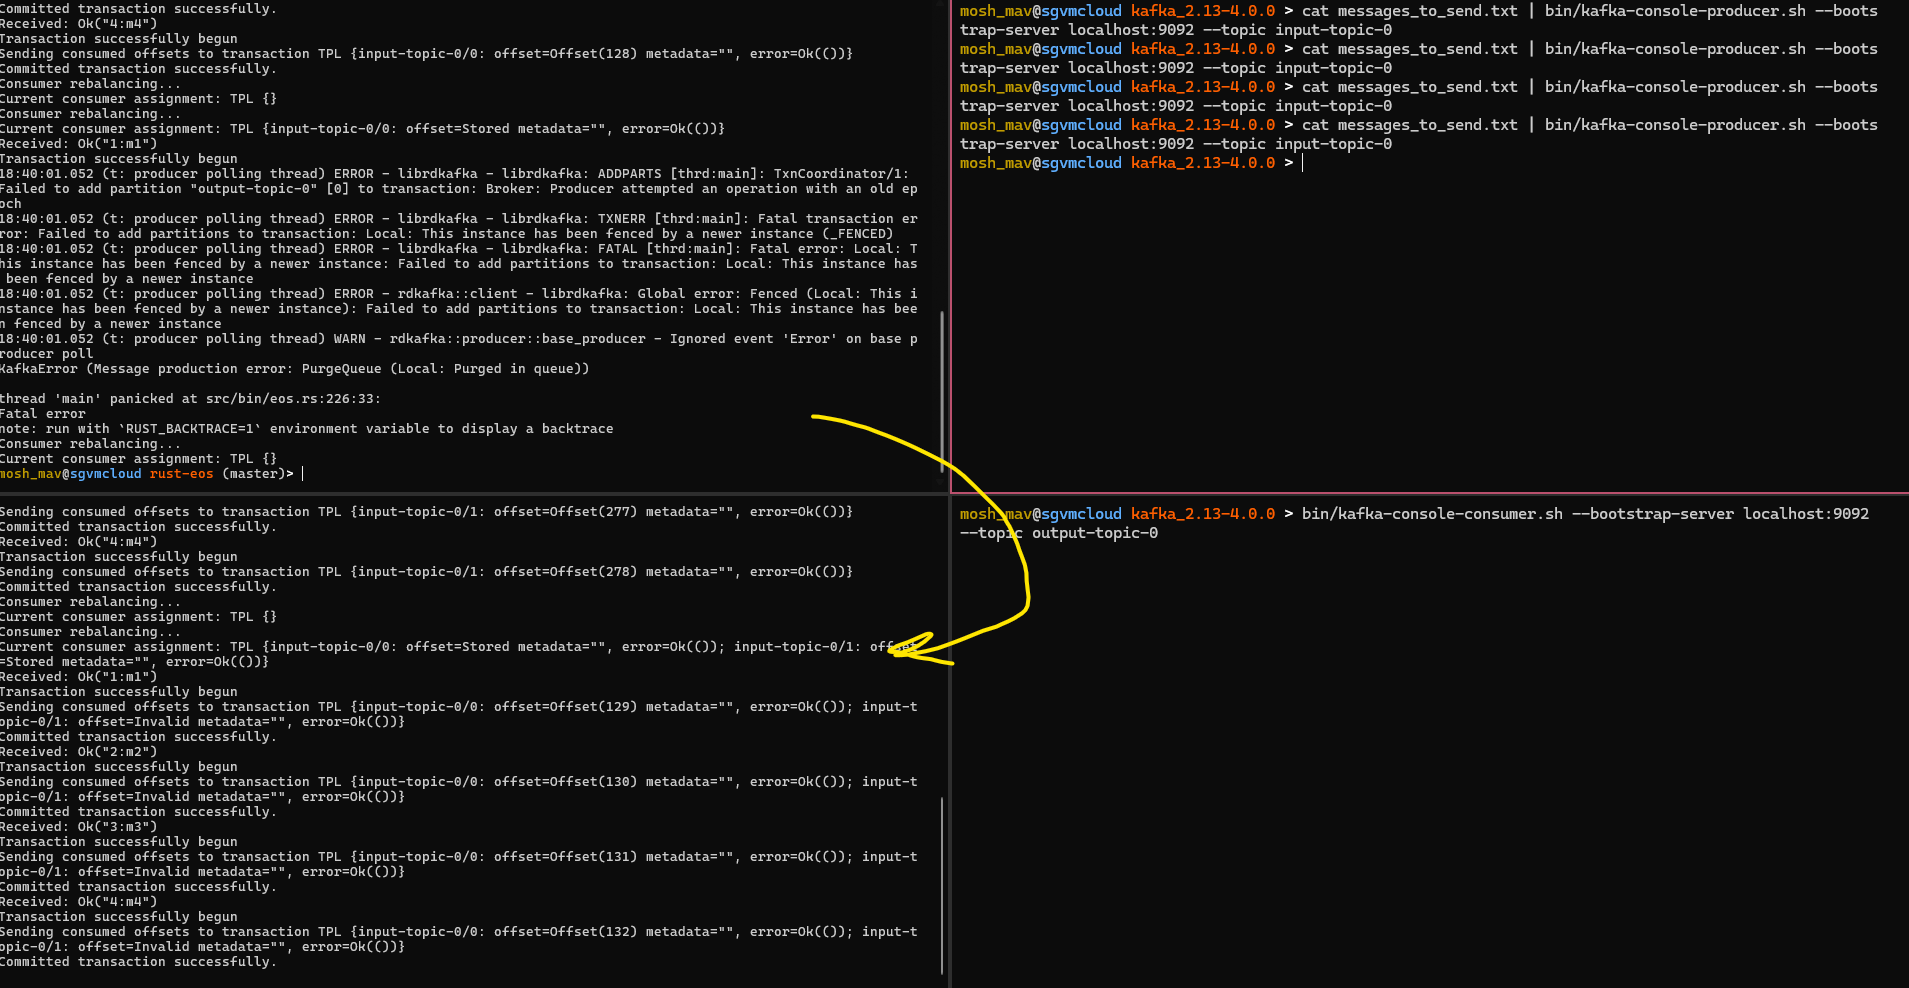 Committed transaction successfully.
Received: Ok("4:m4")
Transaction successfully begun
Sending consumed offsets to transaction TPL {input-topic-0/0: offset=Offset(128) metadata="", error=Ok(())}
Committed transaction successfully.
Consumer rebalancing...
Current consumer assignment: TPL {}
Consumer rebalancing...
Current consumer assignment: TPL {input-topic-0/0: offset=Stored metadata="", error=Ok(())}
Received: Ok("1:m1")
Transaction successfully begun
18:40:01.052 (t: producer polling thread) ERROR - librdkafka - librdkafka: ADDPARTS [thrd:main]: TxnCoordinator/1:
Failed to add partition "output-topic-0" [0] to transaction: Broker: Producer attempted an operation with an old ep
och
18:40:01.052 (t: producer polling thread) ERROR - librdkafka - librdkafka: TXNERR [thrd:main]: Fatal transaction er
ror: Failed to add partitions to transaction: Local: This instance has been fenced by a newer instance (_FENCED)
18:40:01.052 (t: producer polling thread) ERROR - librdkafka - librdkafka: FATAL [thrd:main]: Fatal error: Local: T
his instance has been fenced by a newer instance: Failed to add partitions to transaction: Local: This instance has
been fenced by a newer instance
18:40:01.052 (t: producer polling thread) ERROR - rdkafka::client - librdkafka: Global error: Fenced (Local: This i
nstance has been fenced by a newer instance): Failed to add partitions to transaction: Local: This instance has bee
n fenced by a newer instance
18:40:01.052 (t: producer polling thread) WARN - rdkafka::producer::base_producer - Ignored event 'Error' on base p
roducer poll
KafkaError (Message production error: PurgeQueue (Local: Purged in queue))
thread 'main' panicked at src/bin/eos.rs:226:33:
Fatal error
note: run with `RUST_BACKTRACE=1` environment variable to display a backtrace
Consumer rebalancing...
Current consumer assignment: TPL {}
mosh_mav@sgvmcloud rust-eos (master)>
mosh_mav@sgvmcloud kafka_2.13-4.0.0 > cat messages_to_send.txt | bin/kafka-console-producer.sh --boots
trap-server localhost:9092 --topic input-topic-0
mosh_mav@sgvmcloud kafka_2.13-4.0.0 > cat messages_to_send.txt | bin/kafka-console-producer.sh --boots
trap-server localhost:9092 --topic input-topic-0
mosh_mav@sgvmcloud kafka_2.13-4.0.0 > cat messages_to_send.txt | bin/kafka-console-producer.sh --boots
trap-server localhost:9092 --topic input-topic-0
mosh_mav@sgvmcloud kafka_2.13-4.0.0 > cat messages_to_send.txt | bin/kafka-console-producer.sh --boots
trap-server localhost:9092 --topic input-topic-0
mosh_mav@sgvmcloud kafka_2.13-4.0.0 >
Sending consumed offsets to transaction TPL {input-topic-0/1: offset=Offset(277) metadata="", error=Ok(())}
Committed transaction successfully.
Received: Ok("4:m4")
Transaction successfully begun
Sending consumed offsets to transaction TPL {input-topic-0/1: offset=Offset(278) metadata="", error=Ok(())}
Committed transaction successfully.
Consumer rebalancing...
Current consumer assignment: TPL {}
Consumer rebalancing...
Current consumer assignment: TPL {input-topic-0/0: offset=Stored metadata="", error=Ok(()); input-topic-0/1: offset
=Stored metadata="", error=Ok(())}
Received: Ok("1:m1")
Transaction successfully begun
Sending consumed offsets to transaction TPL {input-topic-0/0: offset=Offset(129) metadata="", error=Ok(()); input-t
opic-0/1: offset=Invalid metadata="", error=Ok(())}
Committed transaction successfully.
Received: Ok("2:m2")
Transaction successfully begun
Sending consumed offsets to transaction TPL {input-topic-0/0: offset=Offset(130) metadata="", error=Ok(()); input-t
opic-0/1: offset=Invalid metadata="", error=Ok(())}
Committed transaction successfully.
Received: Ok("3:m3")
Transaction successfully begun
Sending consumed offsets to transaction TPL {input-topic-0/0: offset=Offset(131) metadata="", error=Ok(()); input-t
opic-0/1: offset=Invalid metadata="", error=Ok(())}
Committed transaction successfully.
Received: Ok("4:m4")
Transaction successfully begun
Sending consumed offsets to transaction TPL {input-topic-0/0: offset=Offset(132) metadata="", error=Ok(()); input-t
opic-0/1: offset=Invalid metadata="", error=Ok(())}
Committed transaction successfully.
mosh_mav@sgvmcloud kafka_2.13-4.0.0 > bin/kafka-console-consumer.sh --bootstrap-server localhost:9092
--topic output-topic-0